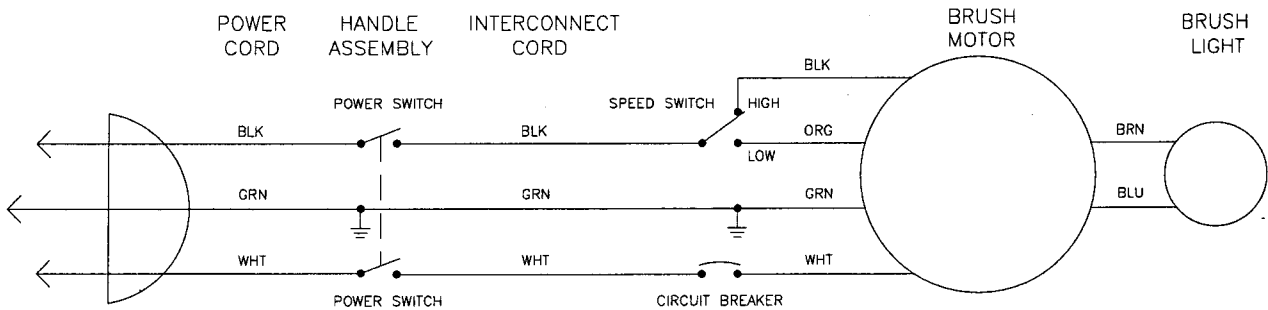 POWER
CORD
HANDLE
ASSEMBLY
INTERCONNECT
CORD
BRUSH
MOTOR
BRUSH
LIGHT
BLK
POWER SWITCH
SPEED SWITCH
HIGH
BLK
BLK
ORG
LOW
BRN
GRN
GRN
GRN
BLU
WHT
WHT
WHT
POWER SWITCH
CIRCUIT BREAKER